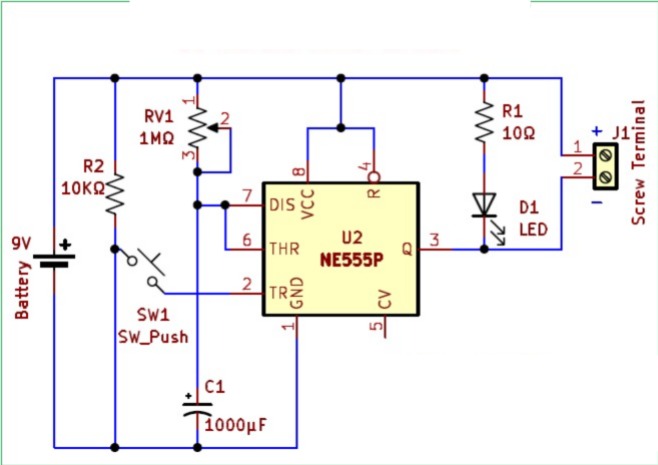 RV1
1MΩ
1
2
3
R2
10KΩ
9V
+
Battery
SW1
SW_Push
C1
+
1000µF
U2
NE555P
7
DIS
6
THR
2
TR
8
VCC
4
R
Q
3
GND
1
CV
5
R1
10Ω
D1
LED
+
J1
1
2
−
Screw Terminal